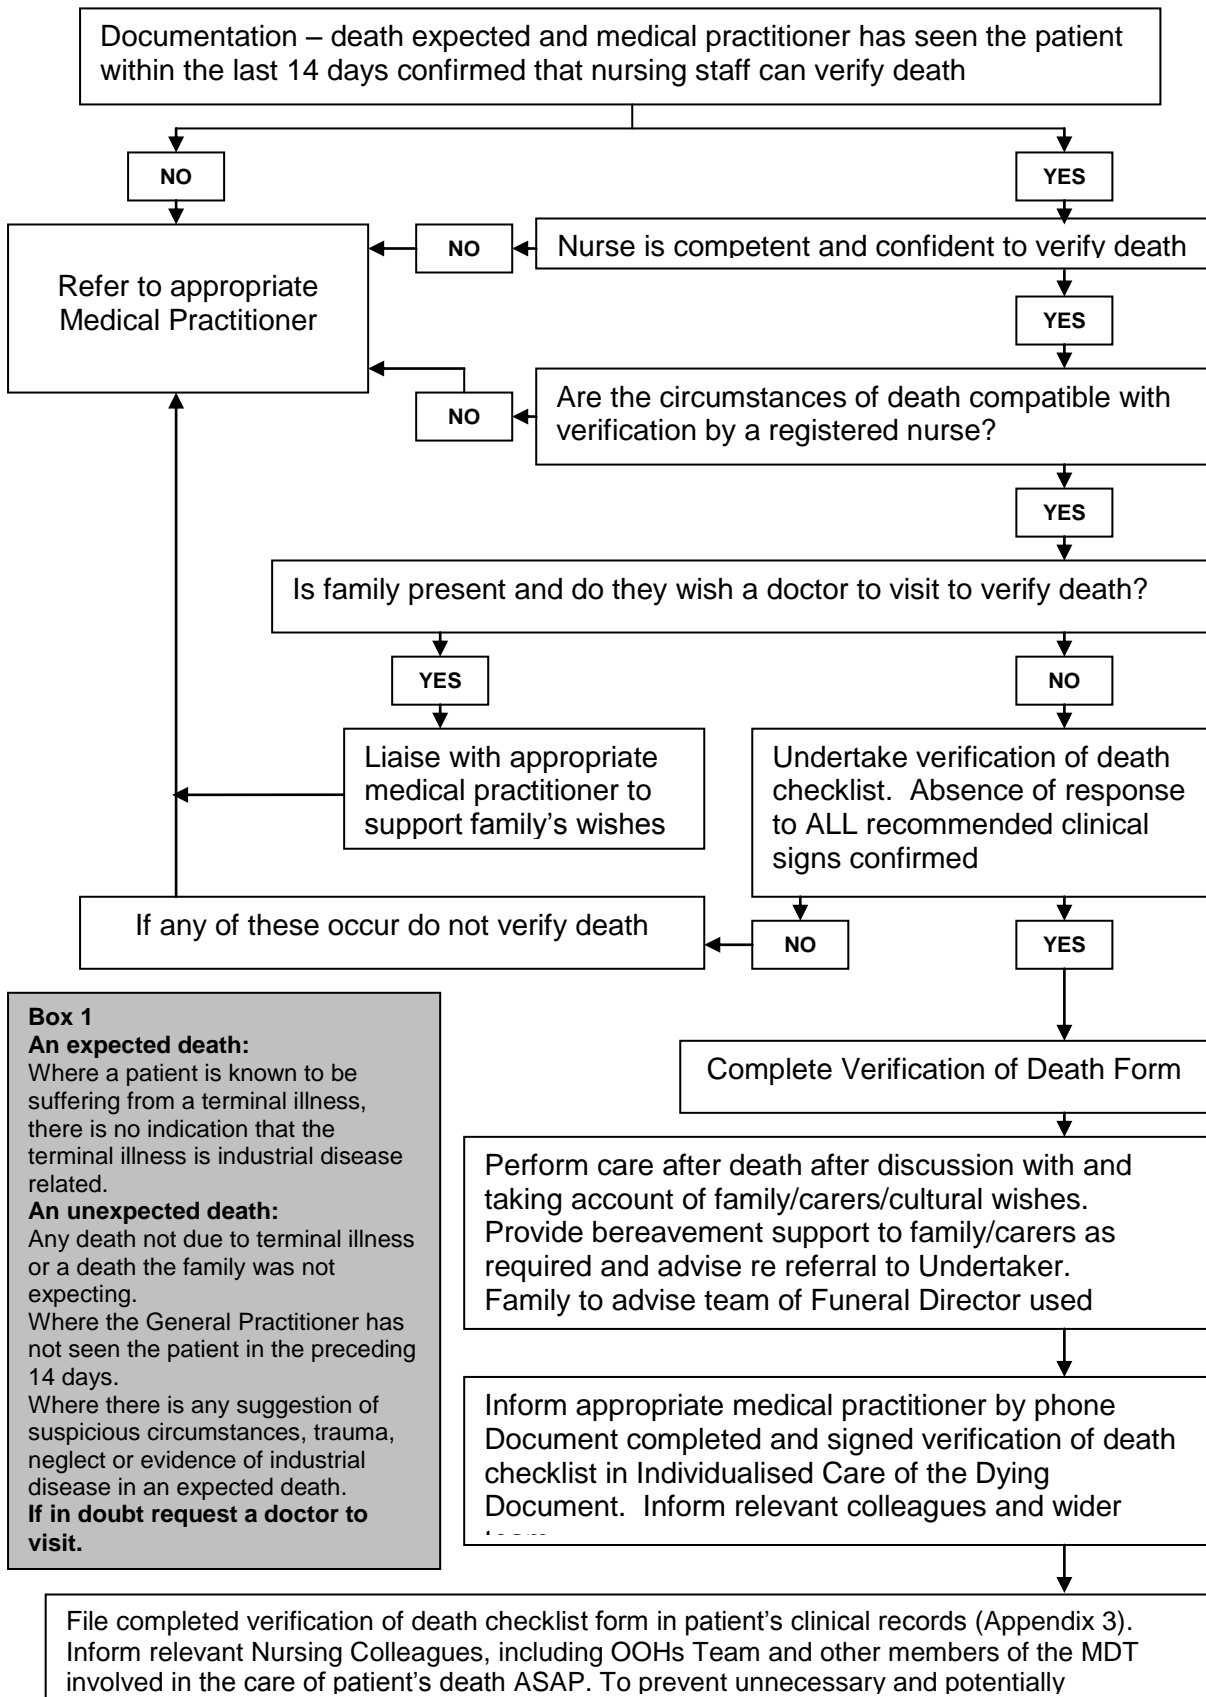 Documentation – death expected and medical practitioner has seen the patient
within the last 14 days confirmed that nursing staff can verify death
NO
YES
Refer to appropriate
Medical Practitioner
NO
Nurse is competent and confident to verify death
YES
NO
Are the circumstances of death compatible with
verification by a registered nurse?
YES
Is family present and do they wish a doctor to visit to verify death?
YES
NO
Liaise with appropriate
medical practitioner to
support family's wishes
Undertake verification of death
checklist.  Absence of response
to ALL recommended clinical
signs confirmed
If any of these occur do not verify death
NO
YES
Box 1
An expected death:
Where a patient is known to be
suffering from a terminal illness,
there is no indication that the
terminal illness is industrial disease
related.
An unexpected death:
Any death not due to terminal illness
or a death the family was not
expecting.
Where the General Practitioner has
not seen the patient in the preceding
14 days.
Where there is any suggestion of
suspicious circumstances, trauma,
neglect or evidence of industrial
disease in an expected death.
If in doubt request a doctor to
visit.
Complete Verification of Death Form
Perform care after death after discussion with and
taking account of family/carers/cultural wishes.
Provide bereavement support to family/carers as
required and advise re referral to Undertaker.
Family to advise team of Funeral Director used
Inform appropriate medical practitioner by phone
Document completed and signed verification of death
checklist in Individualised Care of the Dying
Document.  Inform relevant colleagues and wider
File completed verification of death checklist form in patient's clinical records (Appendix 3).
Inform relevant Nursing Colleagues, including OOHs Team and other members of the MDT
involved in the care of patient's death ASAP. To prevent unnecessary and potentially